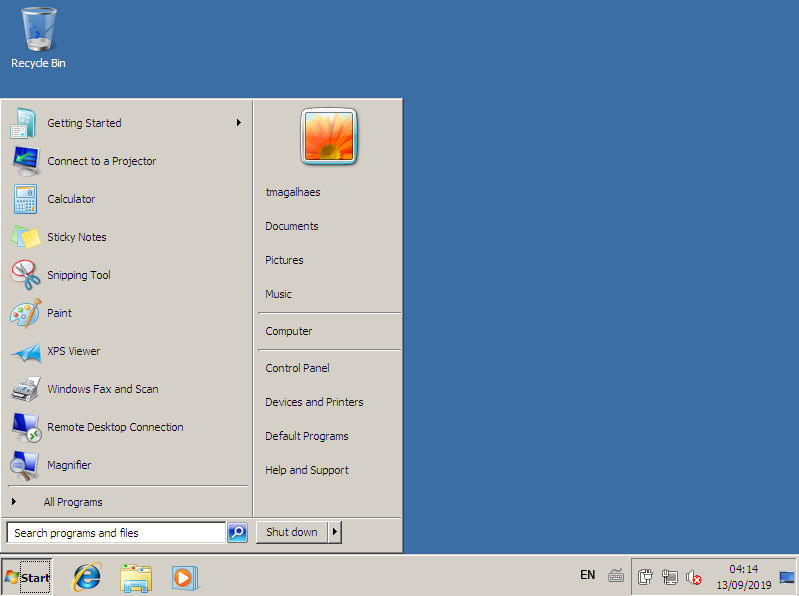 Recycle Bin
Getting Started
Connect to a Projector
Calculator
Sticky Notes
Snipping Tool
Paint
XPS Viewer
Windows Fax and Scan
Remote Desktop Connection
Magnifier
All Programs
Search programs and files
tmagalhaes
Documents
Pictures
Music
Computer
Control Panel
Devices and Printers
Default Programs
Help and Support
Shut down
Start
EN
04:14
13/09/2019